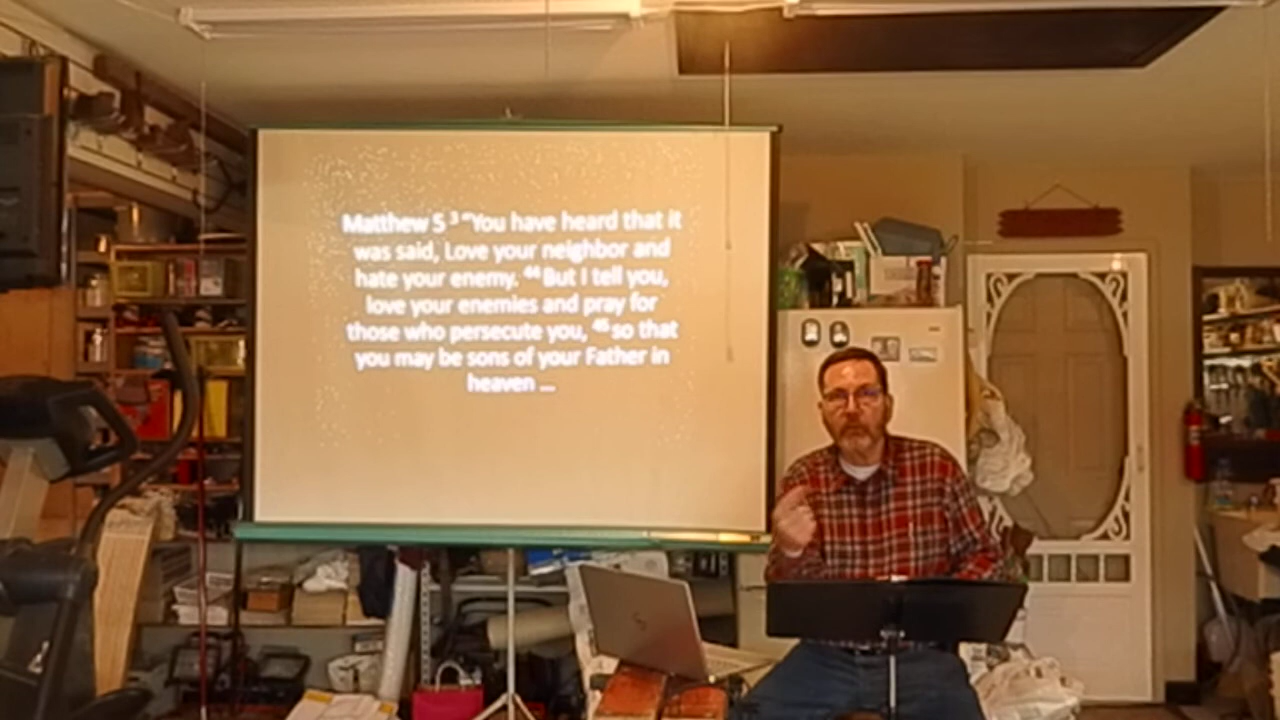 Matthew 5 ³ "You have heard that it
was said, Love your neighbor and
hate your enemy. ⁴⁴ But I tell you,
love your enemies and pray for
those who persecute you, ⁴⁵ so that
you may be sons of your Father in
heaven ...